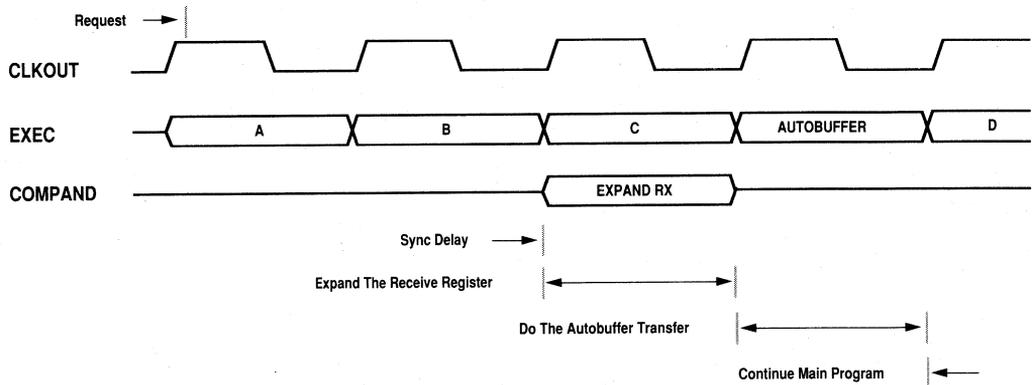 Request
CLKOUT
EXEC
A
B
C
AUTOBUFFER
D
COMPAND
EXPAND RX
Sync Delay
Expand The Receive Register
Do The Autobuffer Transfer
Continue Main Program